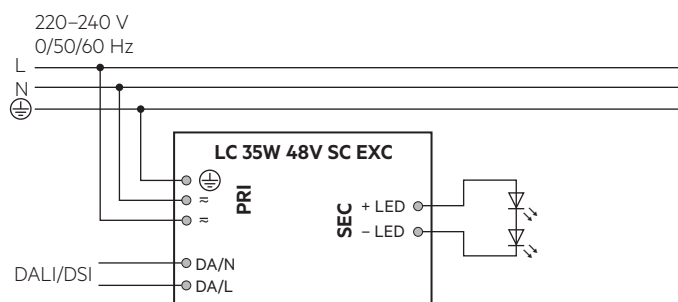 220–240 V
0/50/60 Hz
L
N
LC 35W 48V SC EXC
PRI
≂
≂
SEC
+ LED
– LED
DALI/DSI
DA/N
DA/L